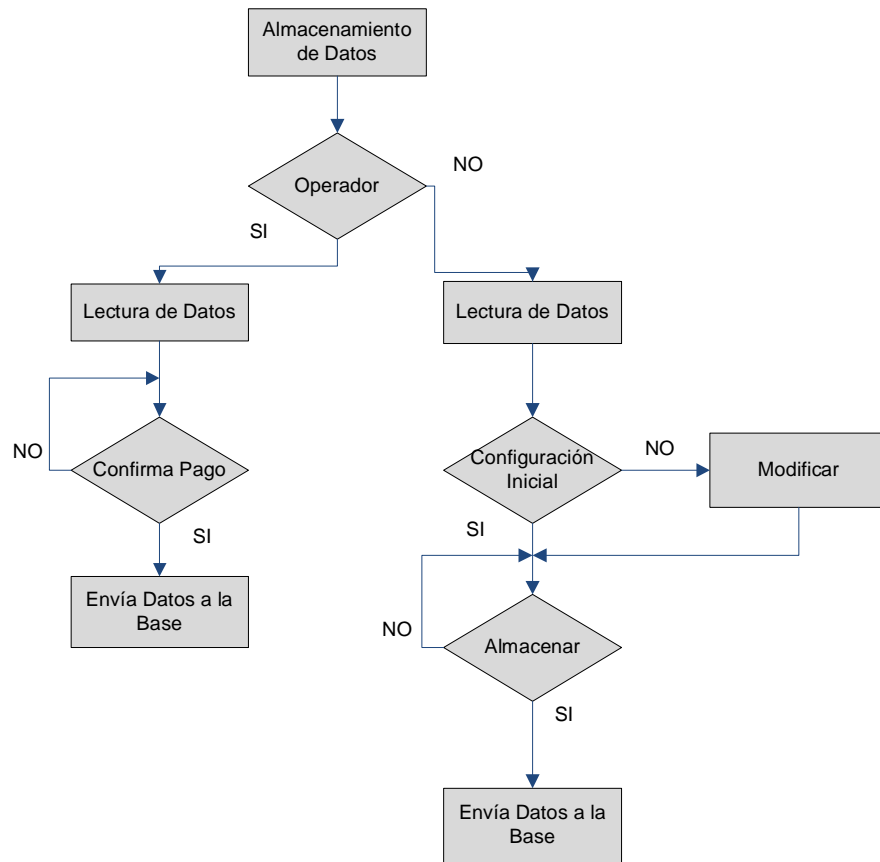 Almacenamiento
de Datos
Operador
NO
SI
Lectura de Datos
Lectura de Datos
NO
Confirma Pago
SI
Envía Datos a la
Base
Configuración
Inicial
NO
Modificar
SI
NO
Almacenar
SI
Envía Datos a la
Base